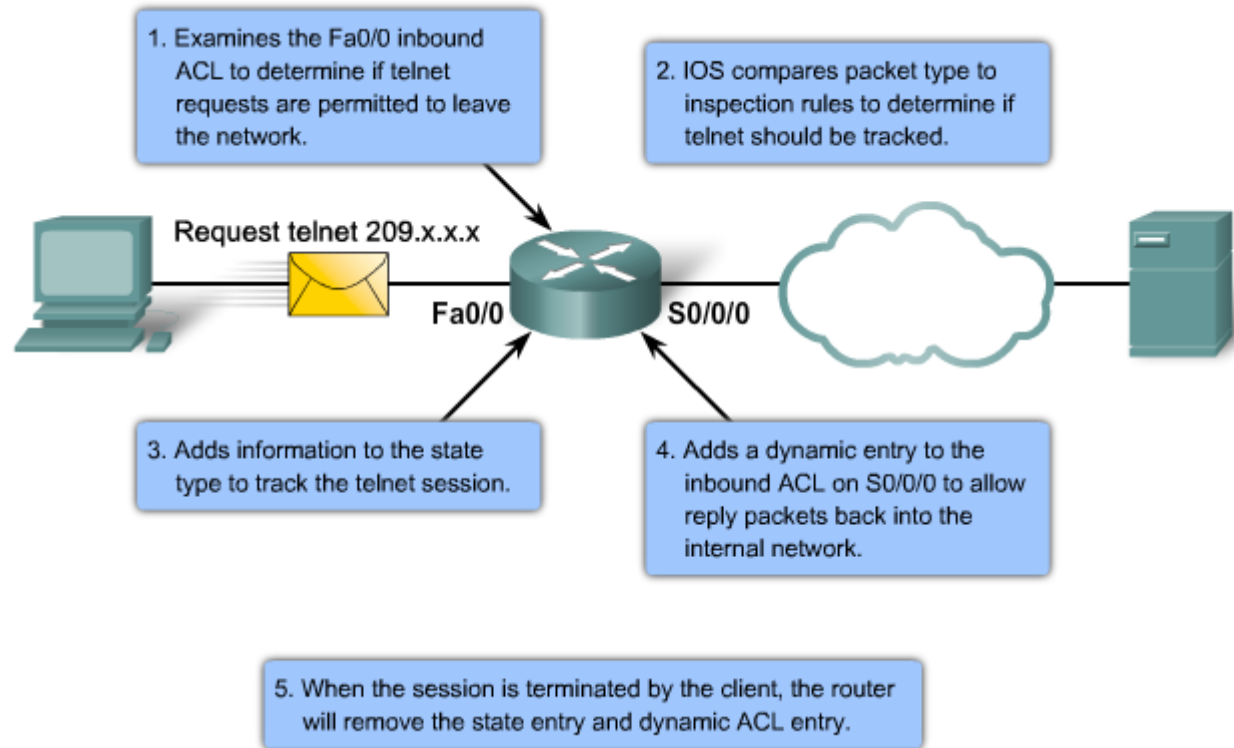 1. Examines the Fa0/0 inbound
ACL to determine if telnet
requests are permitted to leave
the network.
2. IOS compares packet type to
inspection rules to determine if
telnet should be tracked.
Request telnet 209.x.x.x
Fa0/0
S0/0/0
3. Adds information to the state
type to track the telnet session.
4. Adds a dynamic entry to the
inbound ACL on S0/0/0 to allow
reply packets back into the
internal network.
5. When the session is terminated by the client, the router
will remove the state entry and dynamic ACL entry.